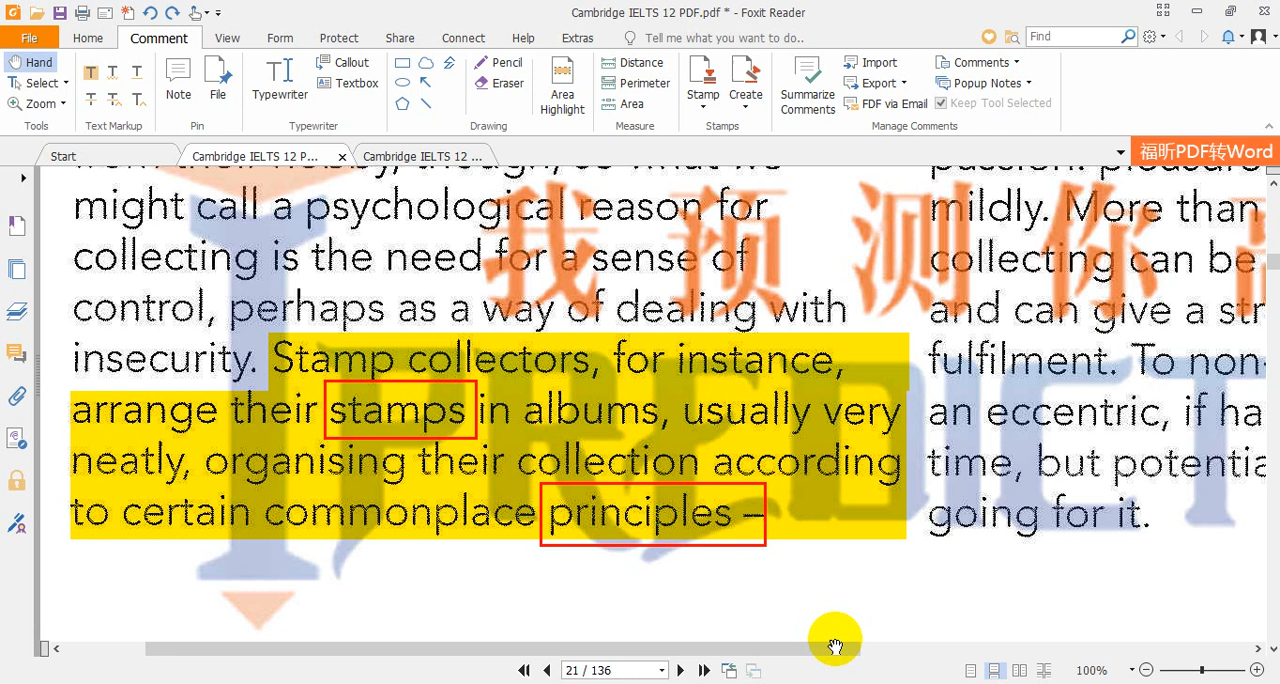 Cambridge IELTS 12 PDF.pdf * - Foxit Reader
File Home Comment View Form Protect Share Connect Help Extras Tell me what you want to do.. Find
Hand
Select
Zoom
Tools
Text Markup
Note
File
Pin
Typewriter
Callout
Textbox
Typewriter
Pencil
Eraser
Drawing
Area
Highlight
Distance
Perimeter
Area
Measure
Stamp
Create
Stamps
Summarize
Comments
Import
Export
FDF via Email
Comments
Popup Notes
Keep Tool Selected
Manage Comments
Start
Cambridge IELTS 12 P...
Cambridge IELTS 12 ...
福昕PDF转Word
might call a psychological reason for
collecting is the need for a sense of
control, perhaps as a way of dealing with
insecurity. Stamp collectors, for instance,
arrange their stamps in albums, usually very
neatly, organising their collection according
to certain commonplace principles –
mildly. More than
collecting can be
and can give a str
fulfilment. To non-
an eccentric, if ha
time, but potentia
going for it.
我预测你
IPREDICT
21 / 136
100%